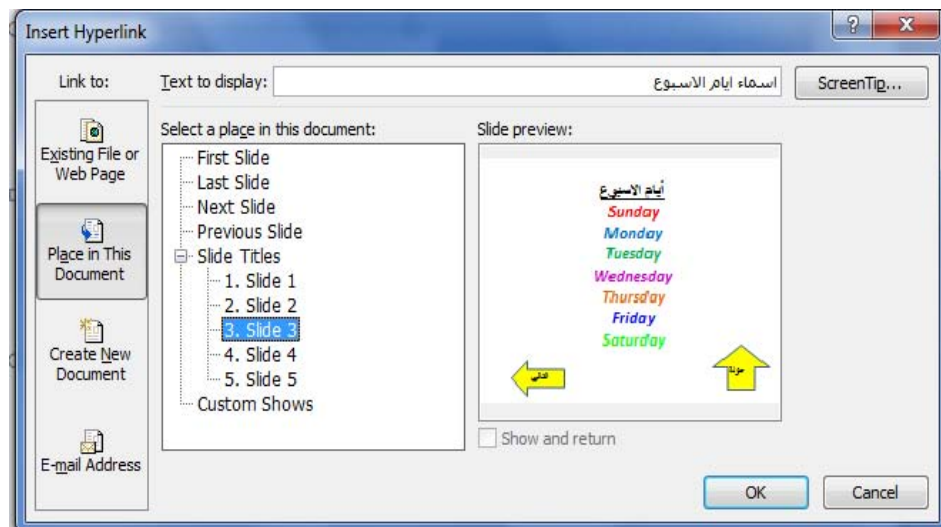 Insert Hyperlink
Link to:
Text to display:
اسماء ايام الاسبوع
ScreenTip...
Existing File or
Web Page
Place in This
Document
Create New
Document
E-mail Address
Select a place in this document:
First Slide
Last Slide
Next Slide
Previous Slide
Slide Titles
1. Slide 1
2. Slide 2
3. Slide 3
4. Slide 4
5. Slide 5
Custom Shows
Slide preview:
أيام الاسبوع
Sunday
Monday
Tuesday
Wednesday
Thursday
Friday
Saturday
التالي
Show and return
OK
Cancel